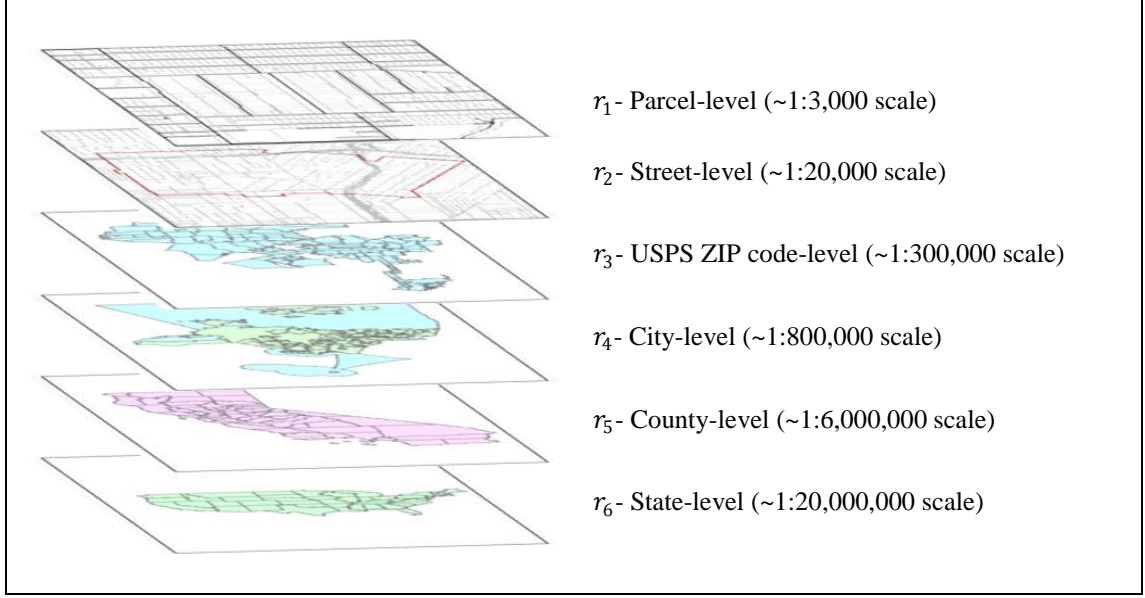 r₁- Parcel-level (~1:3,000 scale)
r₂- Street-level (~1:20,000 scale)
r₃- USPS ZIP code-level (~1:300,000 scale)
r₄- City-level (~1:800,000 scale)
r₅- County-level (~1:6,000,000 scale)
r₆- State-level (~1:20,000,000 scale)